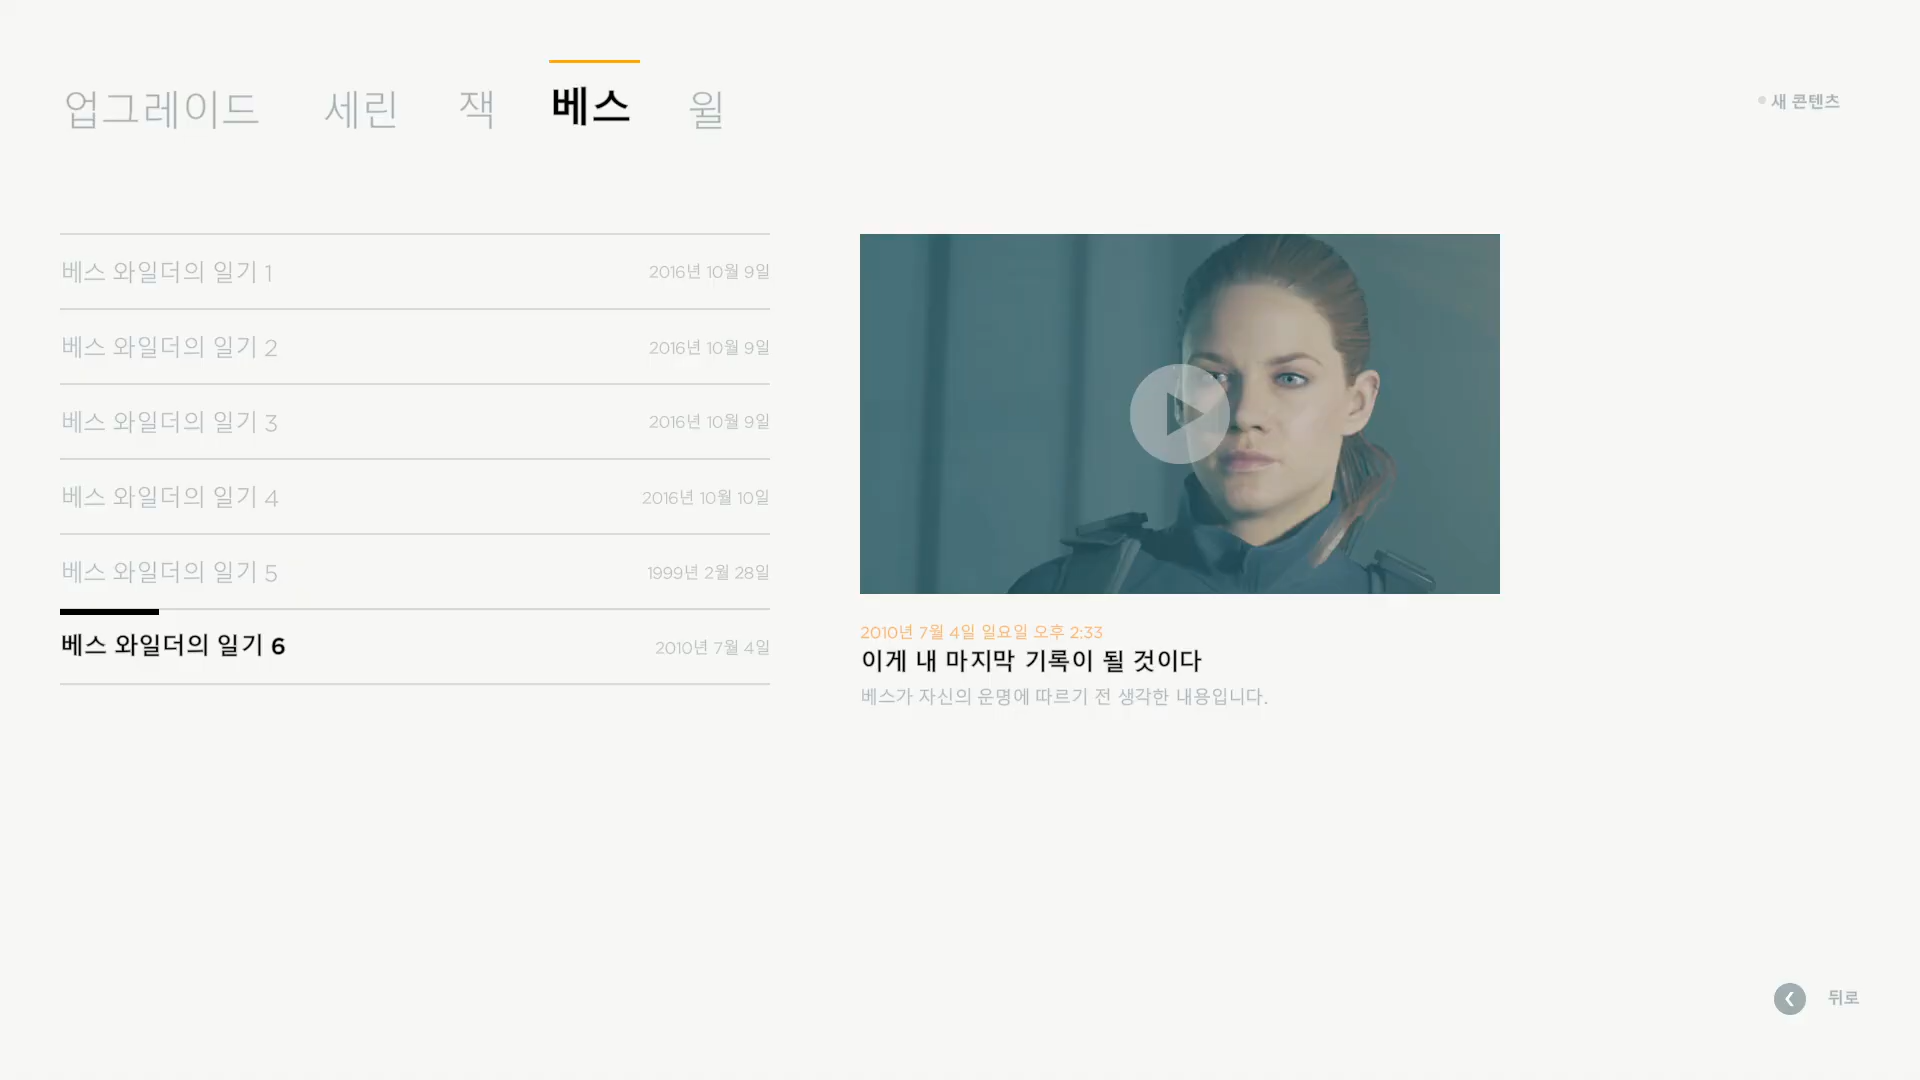 업그레이드 세린 잭 베스 윌
새 콘텐츠
베스 와일더의 일기 1 2016년 10월 9일
베스 와일더의 일기 2 2016년 10월 9일
베스 와일더의 일기 3 2016년 10월 9일
베스 와일더의 일기 4 2016년 10월 10일
베스 와일더의 일기 5 1999년 2월 28일
베스 와일더의 일기 6 2010년 7월 4일
2010년 7월 4일 일요일 오후 2:33
이게 내 마지막 기록이 될 것이다
베스가 자신의 운명에 따르기 전 생각한 내용입니다.
뒤로